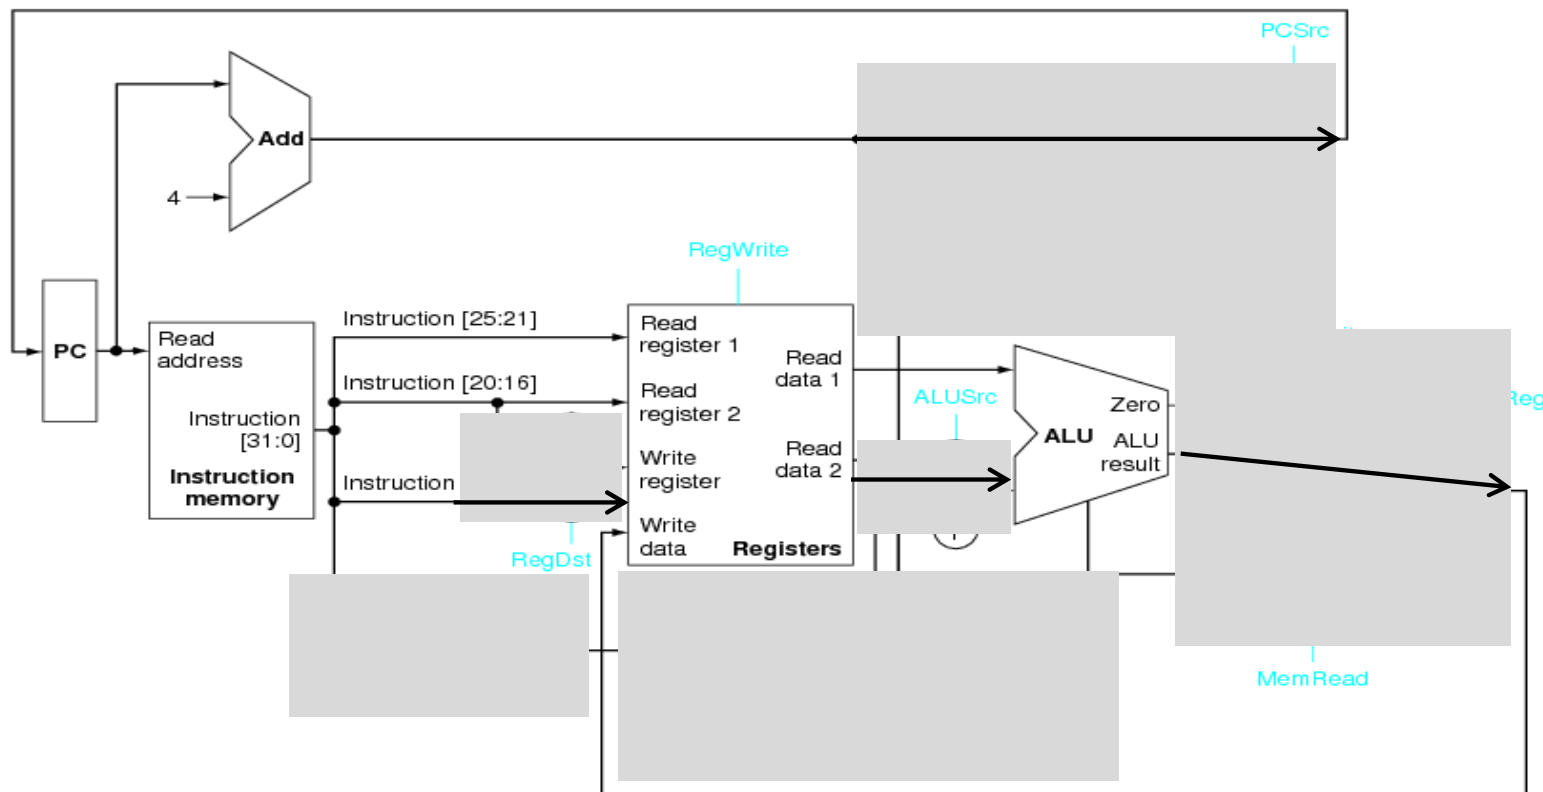 PCSrc
Add
4
RegWrite
PC
Read
address
Instruction
[31:0]
Instruction
memory
Instruction [25:21]
Instruction [20:16]
Instruction
RegDst
Read
register 1
Read
register 2
Write
register
Write
data
Read
data 1
Read
data 2
Registers
ALUSrc
Zero
ALU
ALU
result
Reg
MemRead